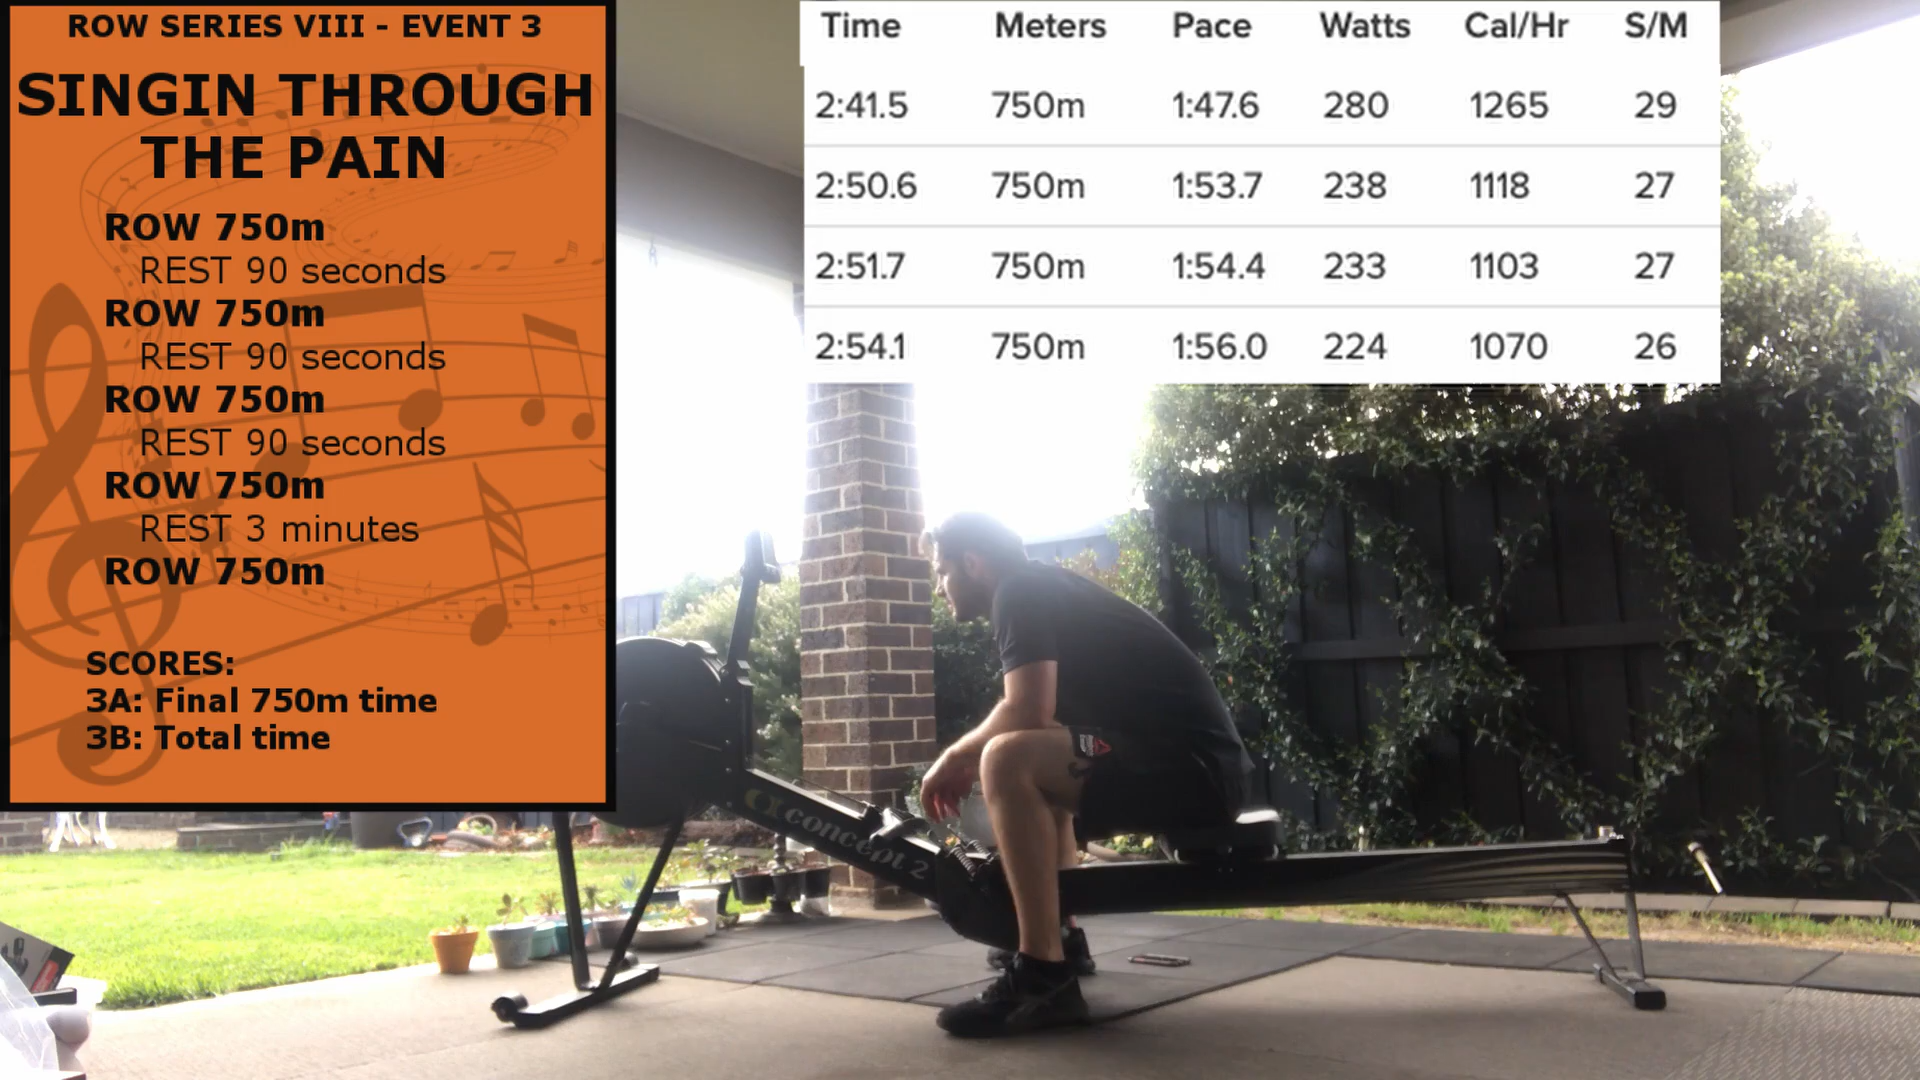 ROW SERIES VIII - EVENT 3
SINGIN THROUGH
THE PAIN
ROW 750m
REST 90 seconds
ROW 750m
REST 90 seconds
ROW 750m
REST 90 seconds
ROW 750m
REST 3 minutes
ROW 750m
SCORES:
3A: Final 750m time
3B: Total time
Time Meters Pace Watts Cal/Hr S/M
2:41.5 750m 1:47.6 280 1265 29
2:50.6 750m 1:53.7 238 1118 27
2:51.7 750m 1:54.4 233 1103 27
2:54.1 750m 1:56.0 224 1070 26
concept 2